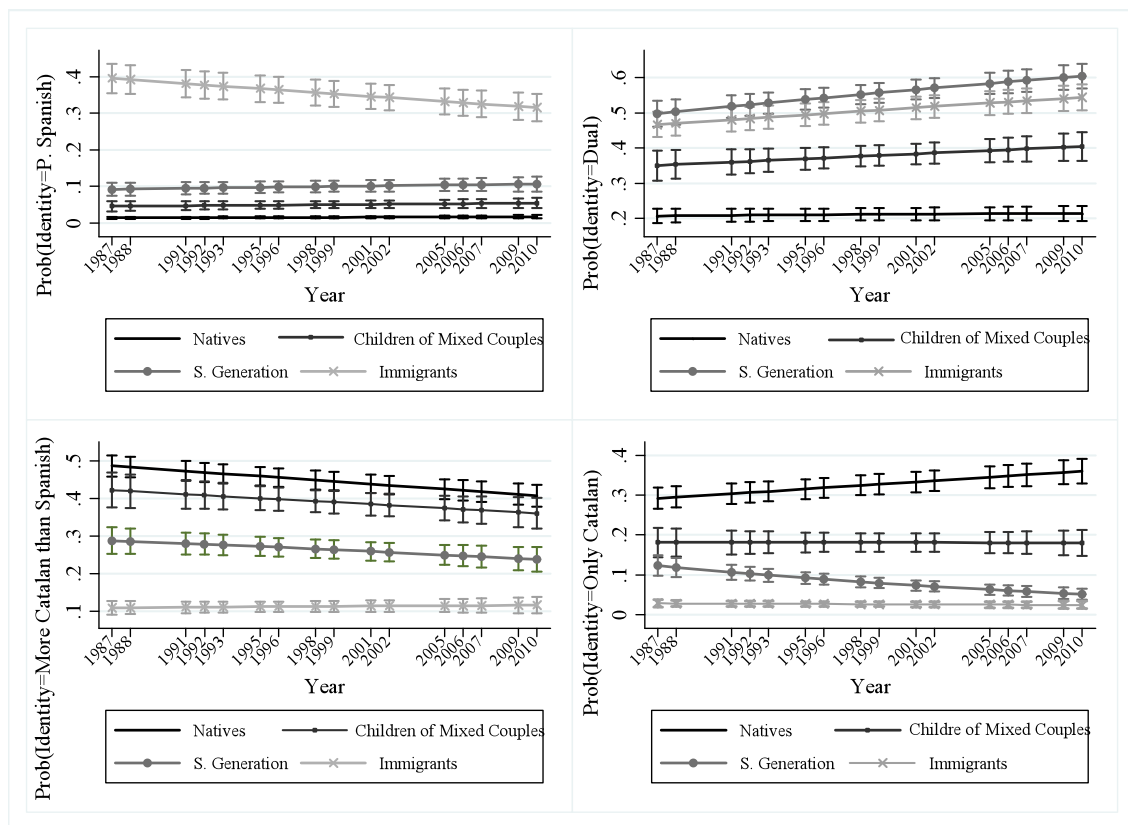 Prob(Identity=P. Spanish)
.4
.3
.2
.1
0
1987 1988 1991 1992 1993 1995 1996 1998 1999 2001 2002 2005 2006 2007 2009 2010
Year
Natives Children of Mixed Couples
S. Generation Immigrants
Prob(Identity=Dual)
.6
.5
.4
.3
.2
1987 1988 1991 1992 1993 1995 1996 1998 1999 2001 2002 2005 2006 2007 2009 2010
Year
Natives Children of Mixed Couples
S. Generation Immigrants
Prob(Identity=More Catalan than Spanish)
.5
.4
.3
.2
.1
1987 1988 1991 1992 1993 1995 1996 1998 1999 2001 2002 2005 2006 2007 2009 2010
Year
Natives Children of Mixed Couples
S. Generation Immigrants
Prob(Identity=Only Catalan)
.4
.3
.2
.1
0
1987 1988 1991 1992 1993 1995 1996 1998 1999 2001 2002 2005 2006 2007 2009 2010
Year
Natives Childre of Mixed Couples
S. Generation Immigrants